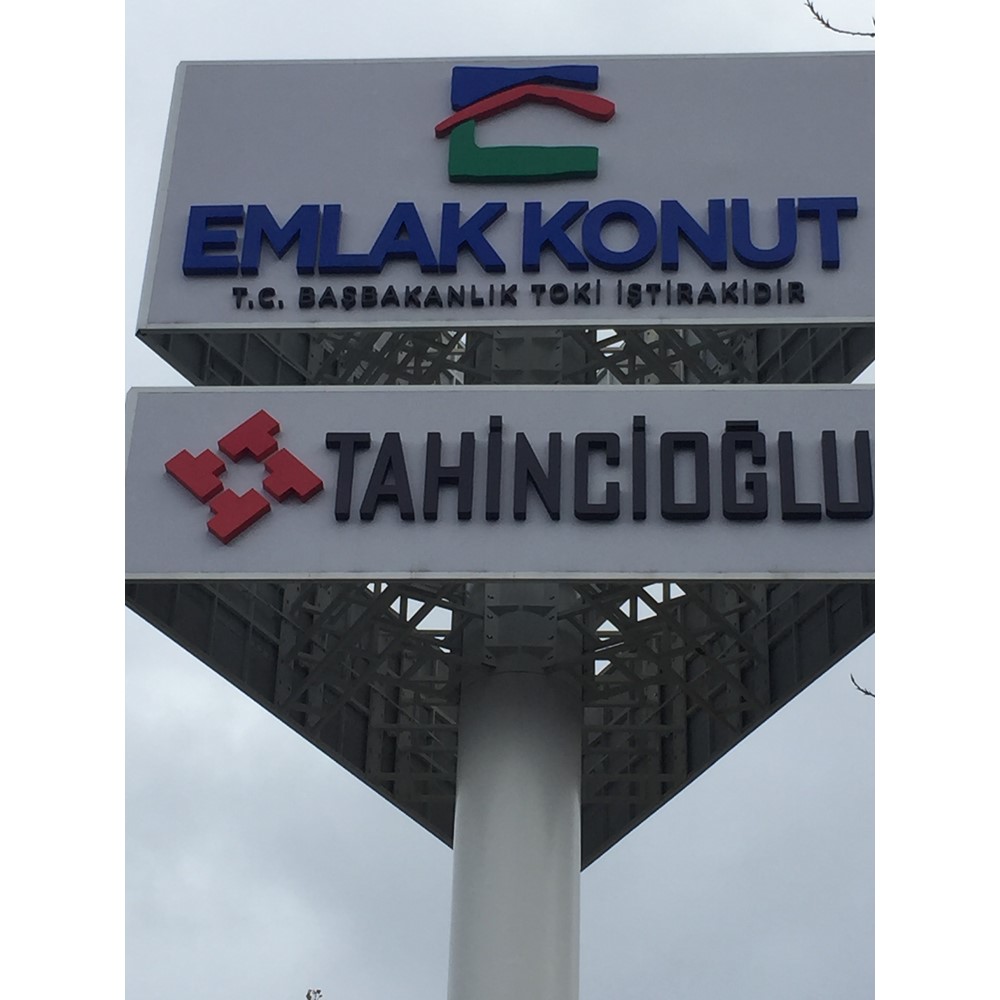 EMLAK KONUT
T.C. BAŞBAKANLIK TOKİ İŞTİRAKİDİR
TAHİNCİOĞLU